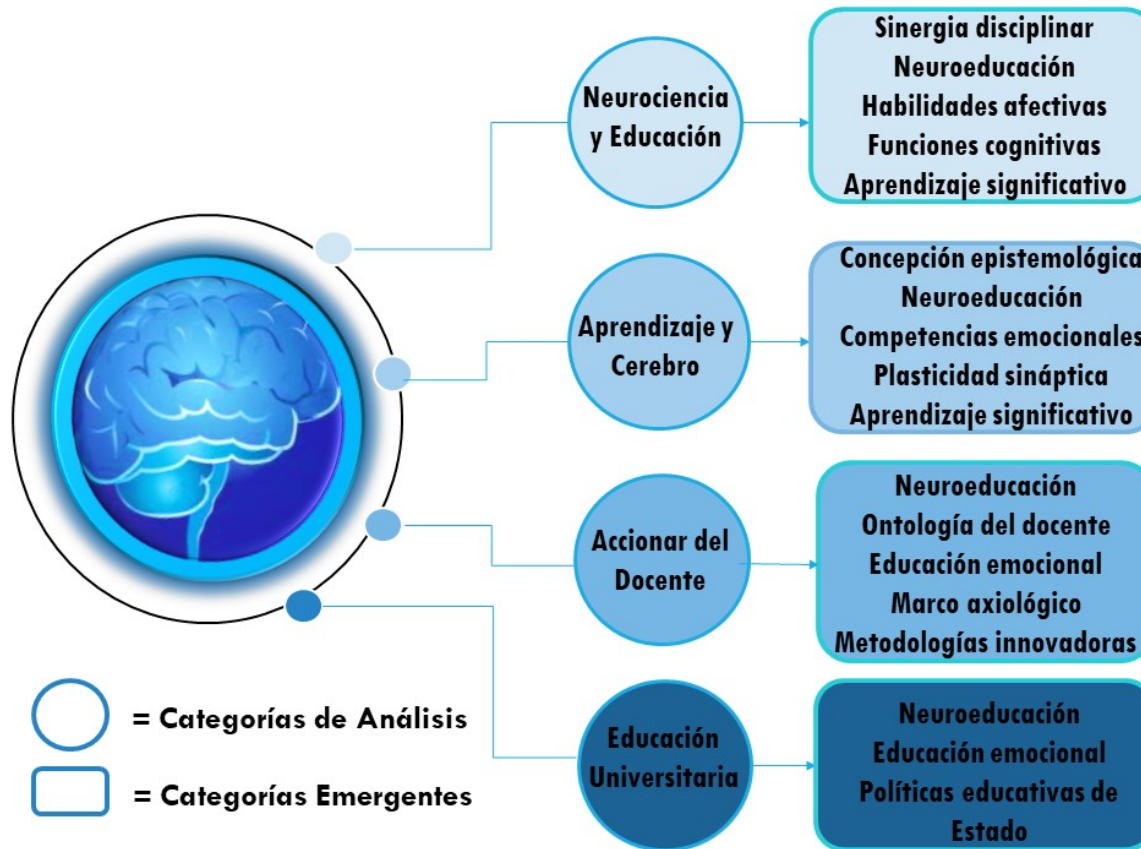 Neurociencia
y Educación
Sinergia disciplinar
Neuroeducación
Habilidades afectivas
Funciones cognitivas
Aprendizaje significativo
Aprendizaje y
Cerebro
Concepción epistemológica
Neuroeducación
Competencias emocionales
Plasticidad sináptica
Aprendizaje significativo
Accionar del
Docente
Neuroeducación
Ontología del docente
Educación emocional
Marco axiológico
Metodologías innovadoras
Educación
Universitaria
Neuroeducación
Educación emocional
Políticas educativas de
Estado
= Categorías de Análisis
= Categorías Emergentes